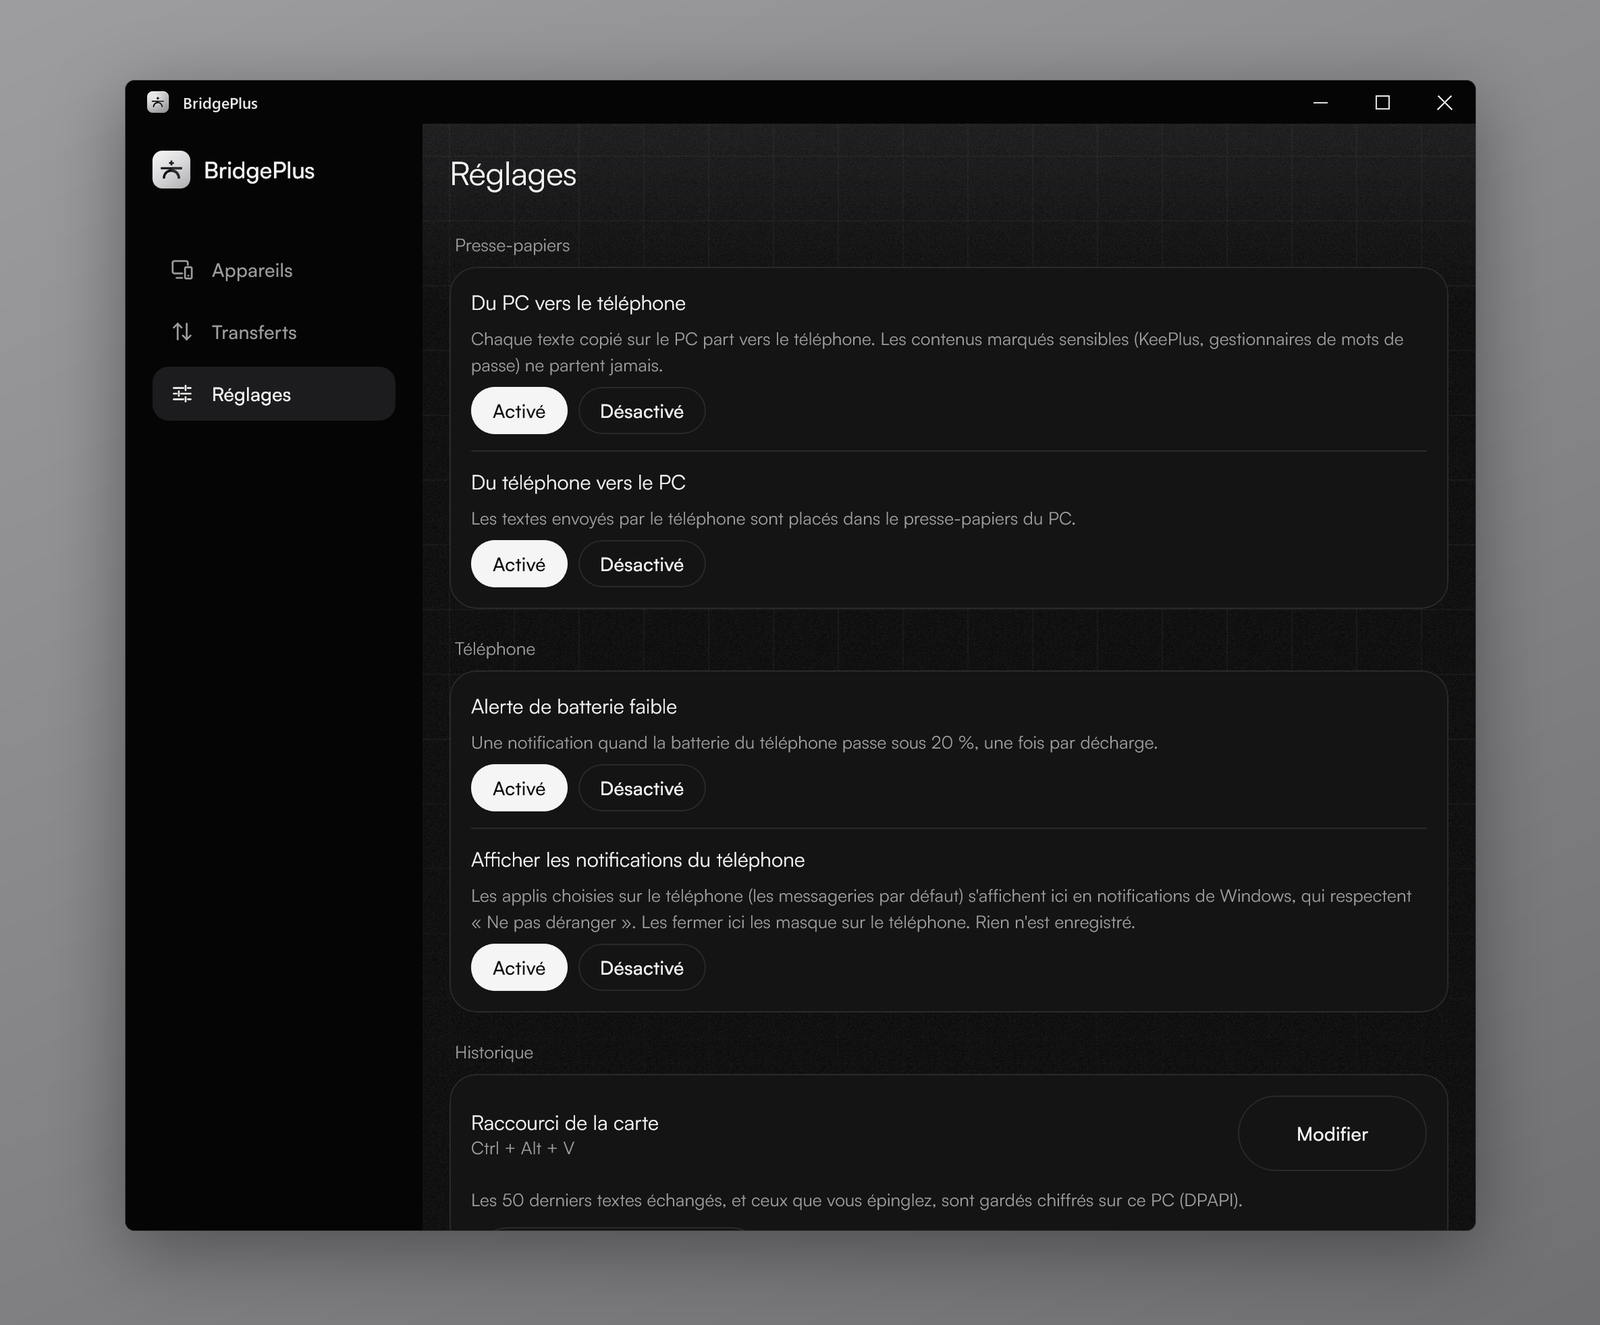 BridgePlus
BridgePlus
Appareils
Transferts
Réglages
Réglages
Presse-papiers
Du PC vers le téléphone
Chaque texte copié sur le PC part vers le téléphone. Les contenus marqués sensibles (KeePlus, gestionnaires de mots de
passe) ne partent jamais.
Activé Désactivé
Du téléphone vers le PC
Les textes envoyés par le téléphone sont placés dans le presse-papiers du PC.
Activé Désactivé
Téléphone
Alerte de batterie faible
Une notification quand la batterie du téléphone passe sous 20 %, une fois par décharge.
Activé Désactivé
Afficher les notifications du téléphone
Les applis choisies sur le téléphone (les messageries par défaut) s'affichent ici en notifications de Windows, qui respectent
« Ne pas déranger ». Les fermer ici les masque sur le téléphone. Rien n'est enregistré.
Activé Désactivé
Historique
Raccourci de la carte
Ctrl + Alt + V
Modifier
Les 50 derniers textes échangés, et ceux que vous épinglez, sont gardés chiffrés sur ce PC (DPAPI).